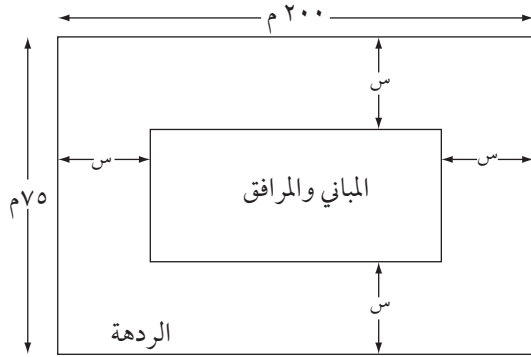 ٢٠٠ م
س
س
س
المباني والمرافق
٧٥م
س
الردهة